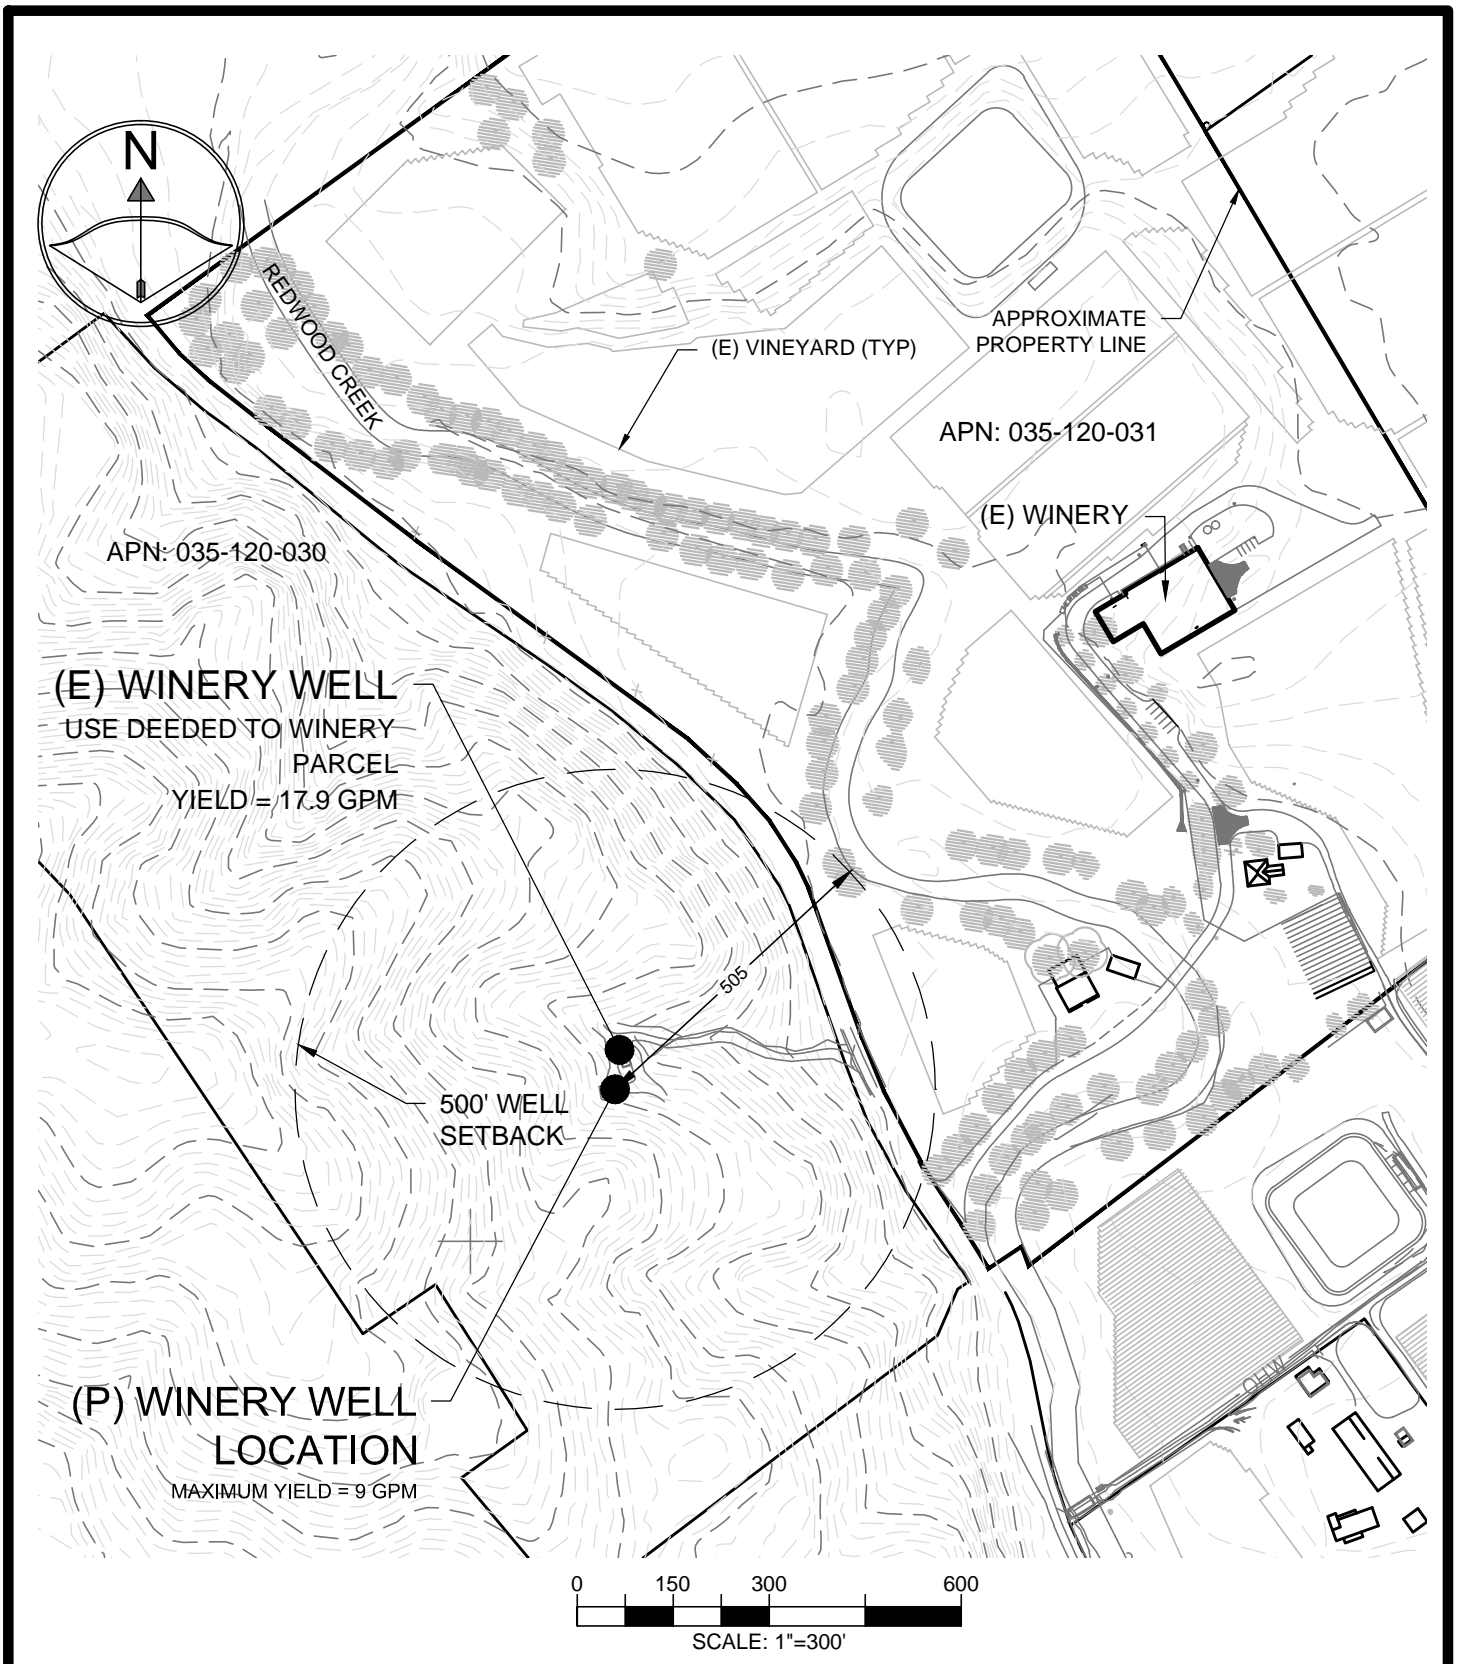 N
REDWOOD CREEK
(E) VINEYARD (TYP)
APPROXIMATE
PROPERTY LINE
APN: 035-120-031
(E) WINERY
APN: 035-120-030
(E) WINERY WELL
USE DEEDED TO WINERY
PARCEL
YIELD = 17.9 GPM
505
500' WELL
SETBACK
(P) WINERY WELL
LOCATION
MAXIMUM YIELD = 9 GPM
OHW
0 150 300 600
SCALE: 1"=300'